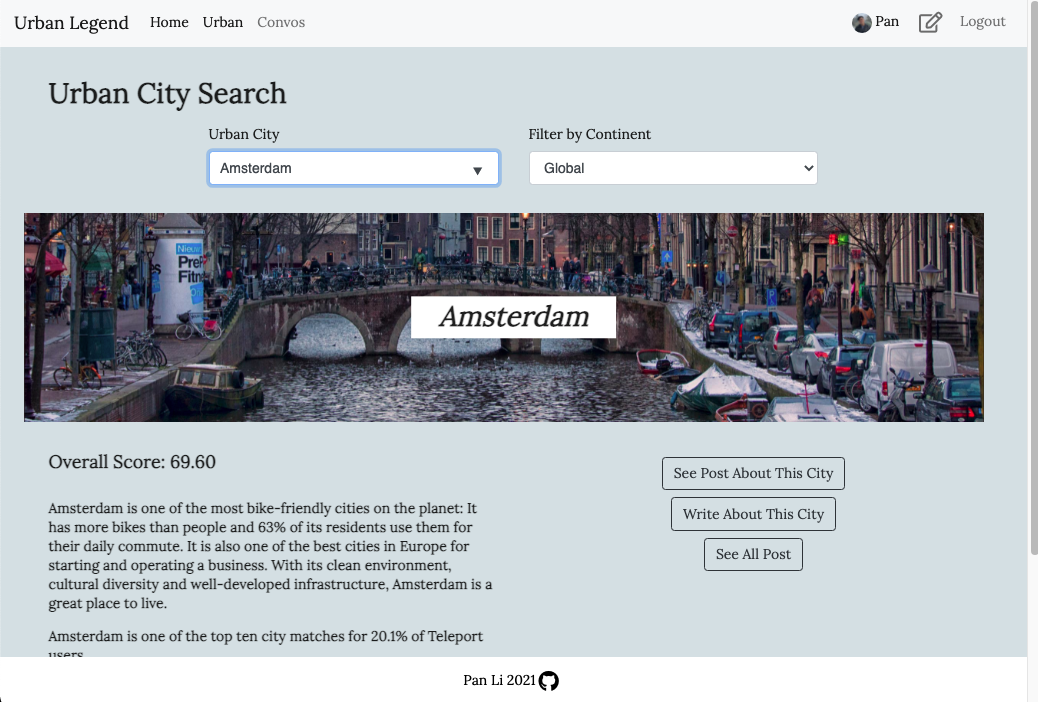 Urban Legend Home Urban Convos Pan Logout
Urban City Search
Urban City Filter by Continent
Amsterdam Global
Nieuw
Pre
Fitn
Amsterdam
Overall Score: 69.60
See Post About This City
Write About This City
See All Post
Amsterdam is one of the most bike-friendly cities on the planet: It
has more bikes than people and 63% of its residents use them for
their daily commute. It is also one of the best cities in Europe for
starting and operating a business. With its clean environment,
cultural diversity and well-developed infrastructure, Amsterdam is a
great place to live.
Amsterdam is one of the top ten city matches for 20.1% of Teleport
users
Pan Li 2021